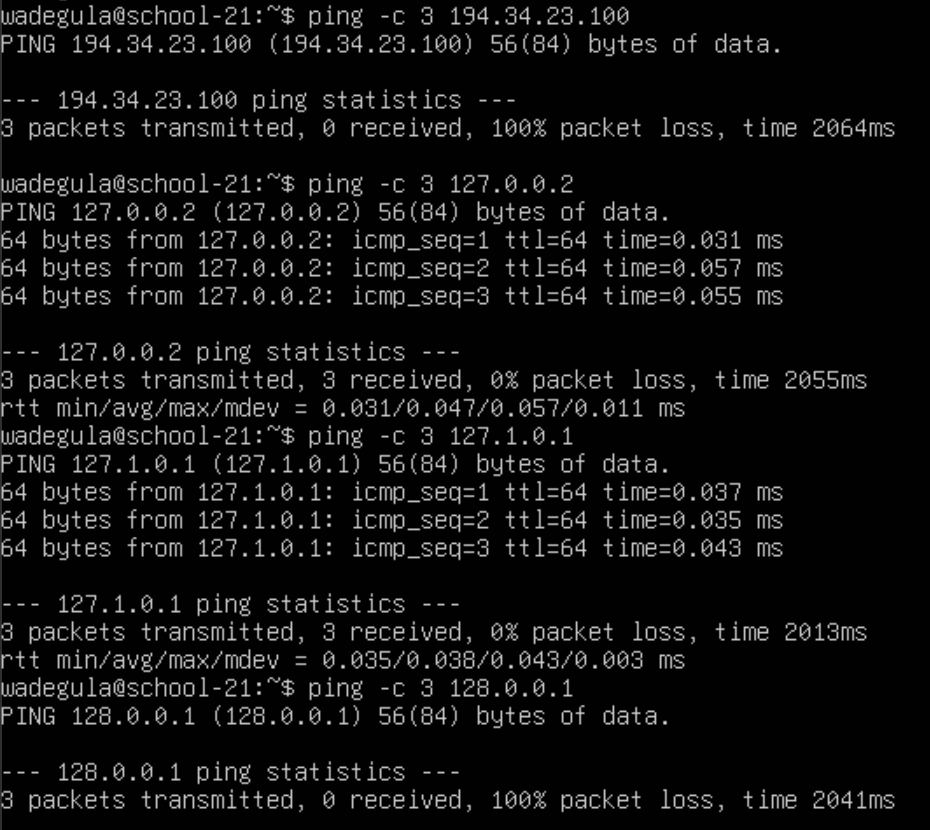 wadegula@school-21:~$ ping -c 3 194.34.23.100
PING 194.34.23.100 (194.34.23.100) 56(84) bytes of data.
--- 194.34.23.100 ping statistics ---
3 packets transmitted, 0 received, 100% packet loss, time 2064ms
wadegula@school-21:~$ ping -c 3 127.0.0.2
PING 127.0.0.2 (127.0.0.2) 56(84) bytes of data.
64 bytes from 127.0.0.2: icmp_seq=1 ttl=64 time=0.031 ms
64 bytes from 127.0.0.2: icmp_seq=2 ttl=64 time=0.057 ms
64 bytes from 127.0.0.2: icmp_seq=3 ttl=64 time=0.055 ms
--- 127.0.0.2 ping statistics ---
3 packets transmitted, 3 received, 0% packet loss, time 2055ms
rtt min/avg/max/mdev = 0.031/0.047/0.057/0.011 ms
wadegula@school-21:~$ ping -c 3 127.1.0.1
PING 127.1.0.1 (127.1.0.1) 56(84) bytes of data.
64 bytes from 127.1.0.1: icmp_seq=1 ttl=64 time=0.037 ms
64 bytes from 127.1.0.1: icmp_seq=2 ttl=64 time=0.035 ms
64 bytes from 127.1.0.1: icmp_seq=3 ttl=64 time=0.043 ms
--- 127.1.0.1 ping statistics ---
3 packets transmitted, 3 received, 0% packet loss, time 2013ms
rtt min/avg/max/mdev = 0.035/0.038/0.043/0.003 ms
wadegula@school-21:~$ ping -c 3 128.0.0.1
PING 128.0.0.1 (128.0.0.1) 56(84) bytes of data.
--- 128.0.0.1 ping statistics ---
3 packets transmitted, 0 received, 100% packet loss, time 2041ms